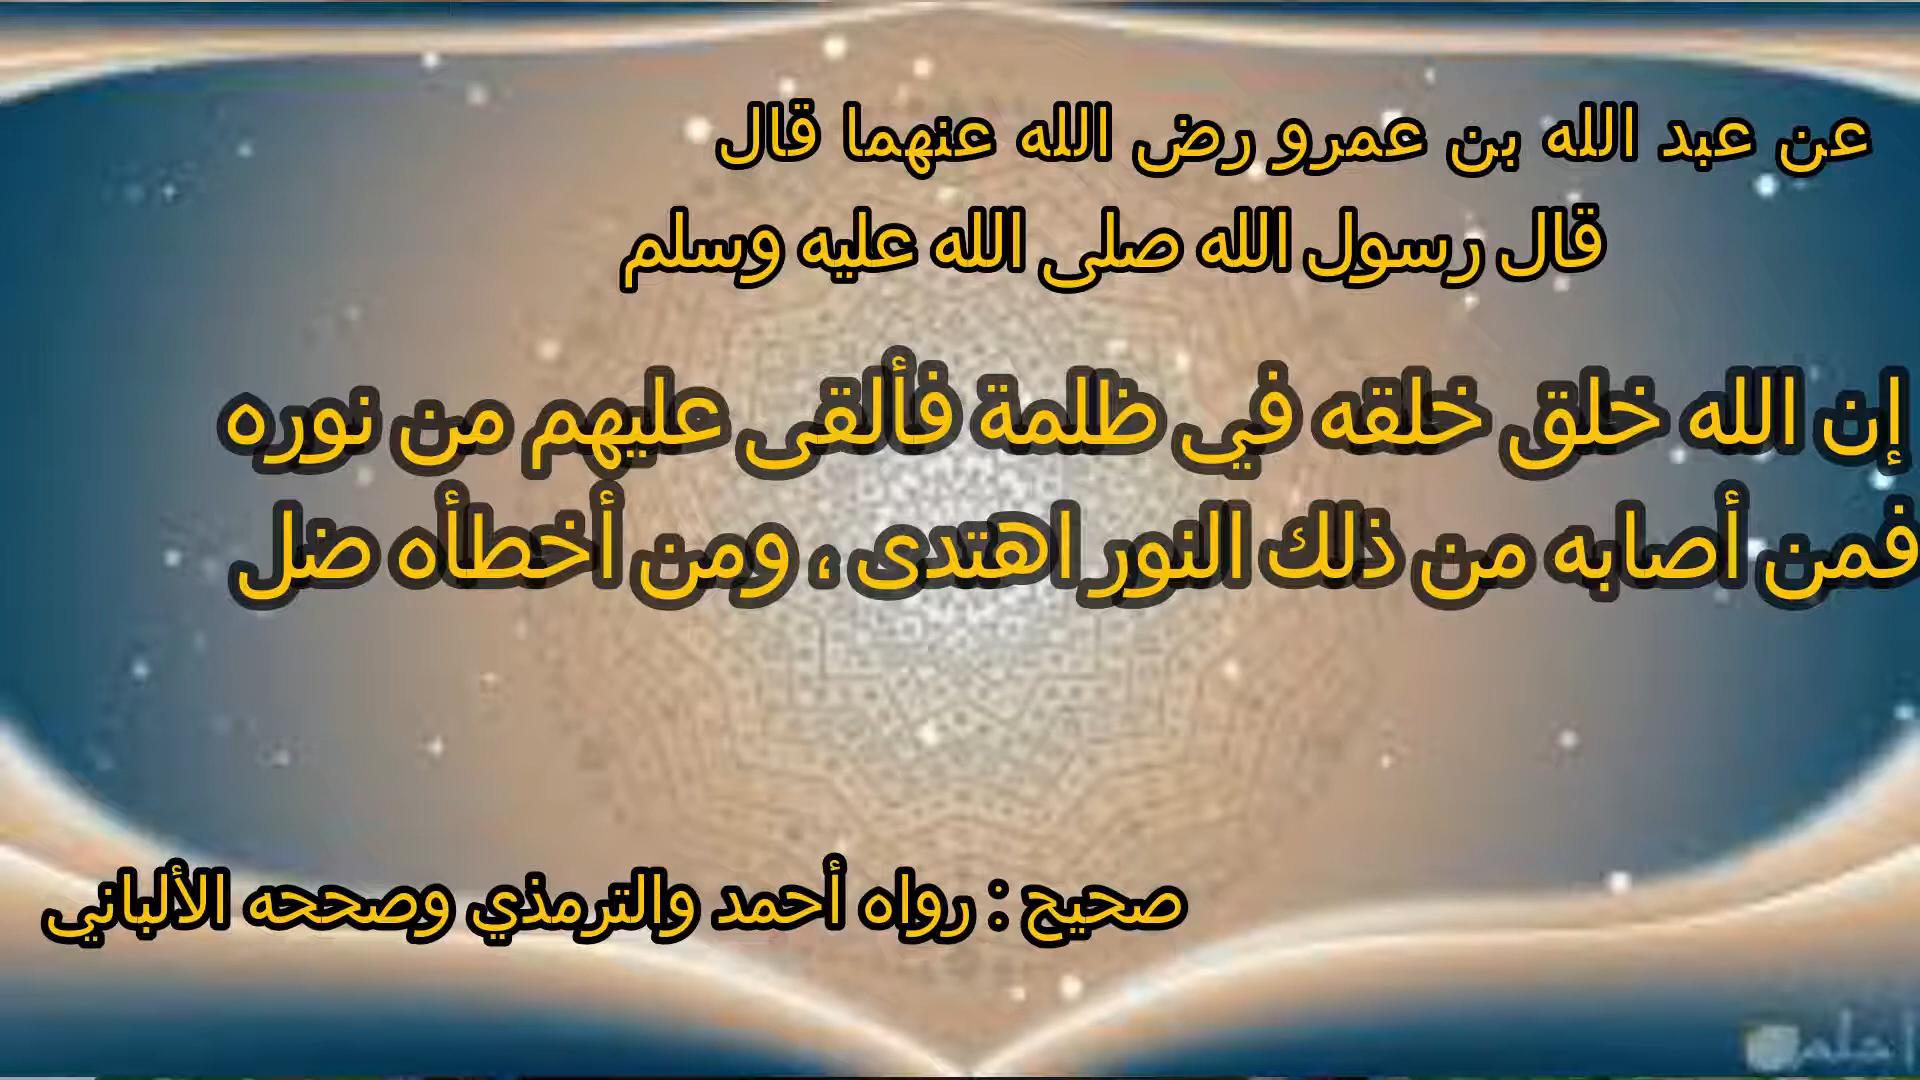 عن عبد الله بن عمرو رض الله عنهما قال
قال رسول الله صلى الله عليه وسلم
إن الله خلق خلقه في ظلمة فألقى عليهم من نوره
فمن أصابه من ذلك النور اهتدى ، ومن أخطأه ضل
صحيح : رواه أحمد والترمذي وصححه الألباني